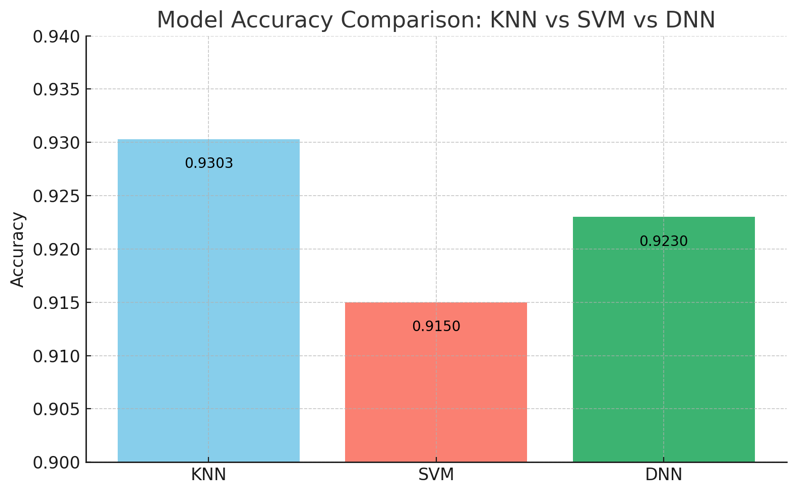 Model Accuracy Comparison: KNN vs SVM vs DNN
0.940
0.935
0.930
0.925
0.920
0.915
0.910
0.905
0.900
Accuracy
0.9303
0.9150
0.9230
KNN
SVM
DNN